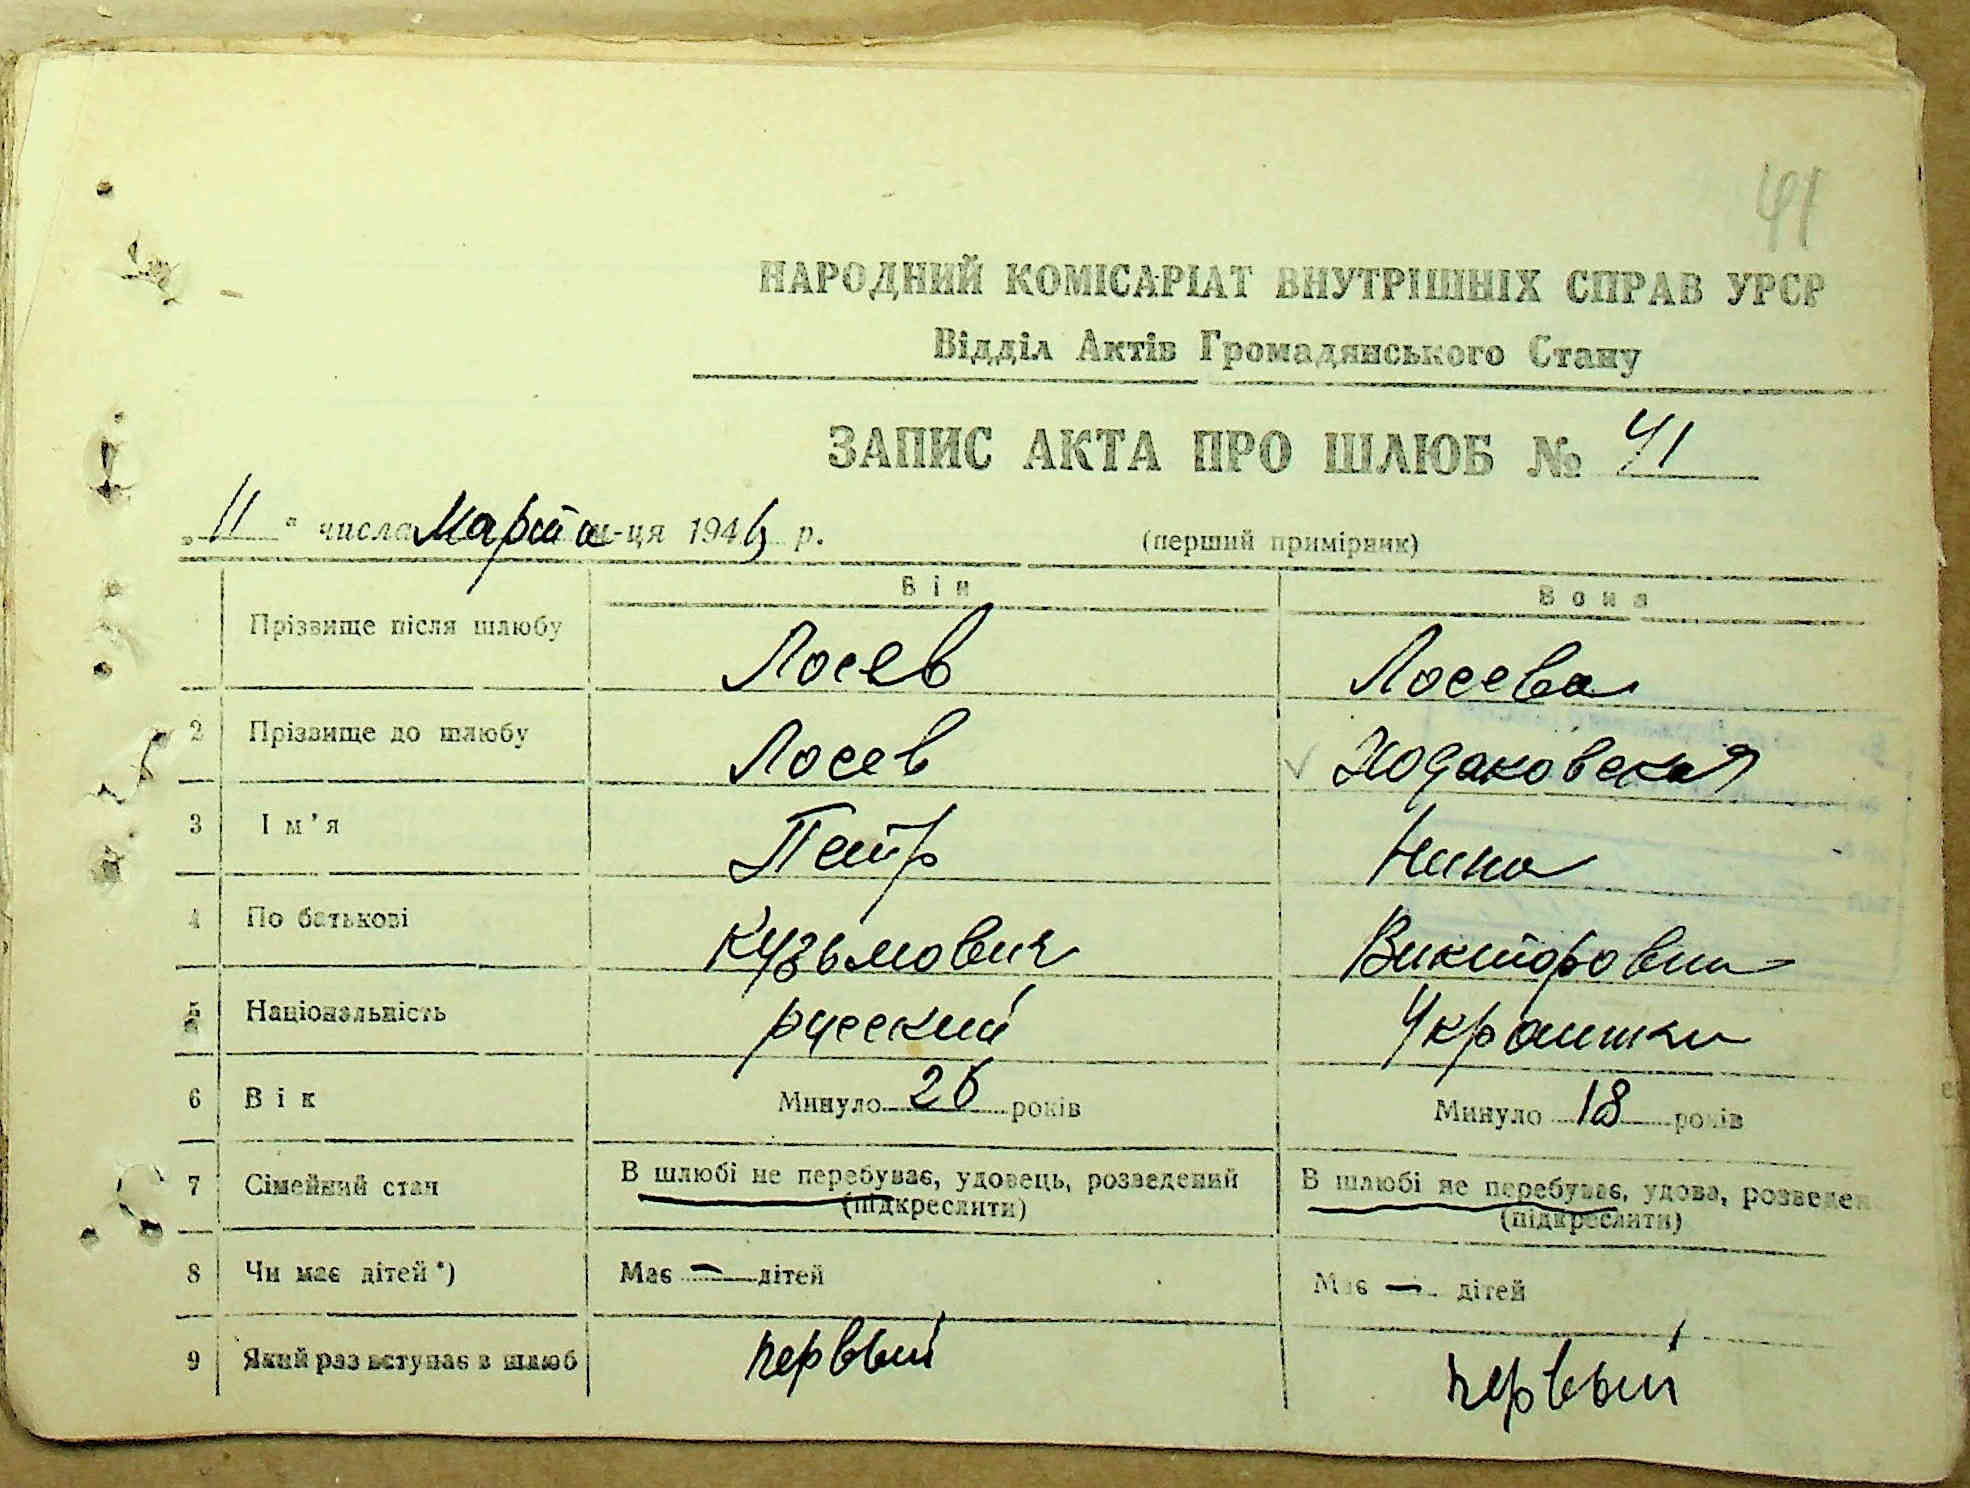 41
НАРОДНИЙ КОМІСАРІАТ ВНУТРІШНІХ СПРАВ УРСР
Відділ Актів Громадянського Стану
ЗАПИС АКТА ПРО ШЛЮБ № 41
„11" числа Марта м-ця 194 р.
(перший примірник)
Він Вона
Прізвище після шлюбу Лосев Лосева
2 Прізвище до шлюбу Лосев Ходаковская
3 Ім'я Петр Нина
4 По батькові Кузьмович Викторовна
5 Національність русский Украинка
6 Вік Минуло 26 років Минуло 18 років
7 Сімейний стан В шлюбі не перебуває, удовець, розведений (підкреслити) В шлюбі не перебуває, удова, розведен (підкреслити)
8 Чи має дітей*) Має — дітей Має — дітей
9 Який раз вступає в шлюб первый первый